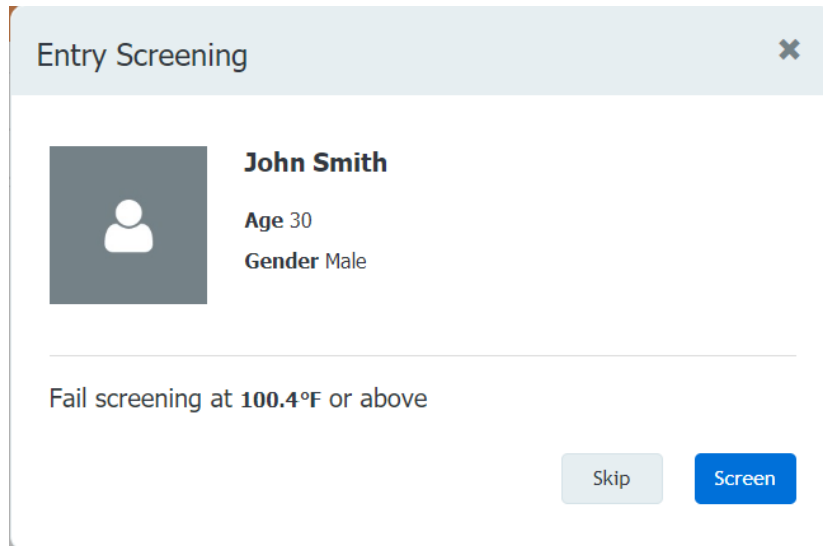 Entry Screening
John Smith
Age 30
Gender Male
Fail screening at 100.4°F or above
Skip
Screen